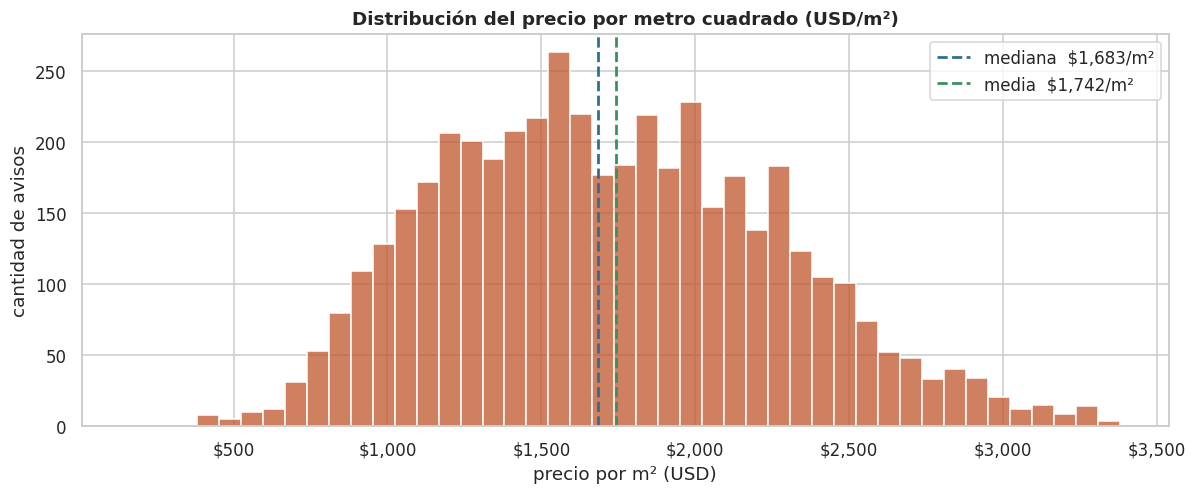 Distribución del precio por metro cuadrado (USD/m²)
mediana  $1,683/m²
media  $1,742/m²
cantidad de avisos
250
200
150
100
50
0
$500
$1,000
$1,500
$2,000
$2,500
$3,000
$3,500
precio por m² (USD)